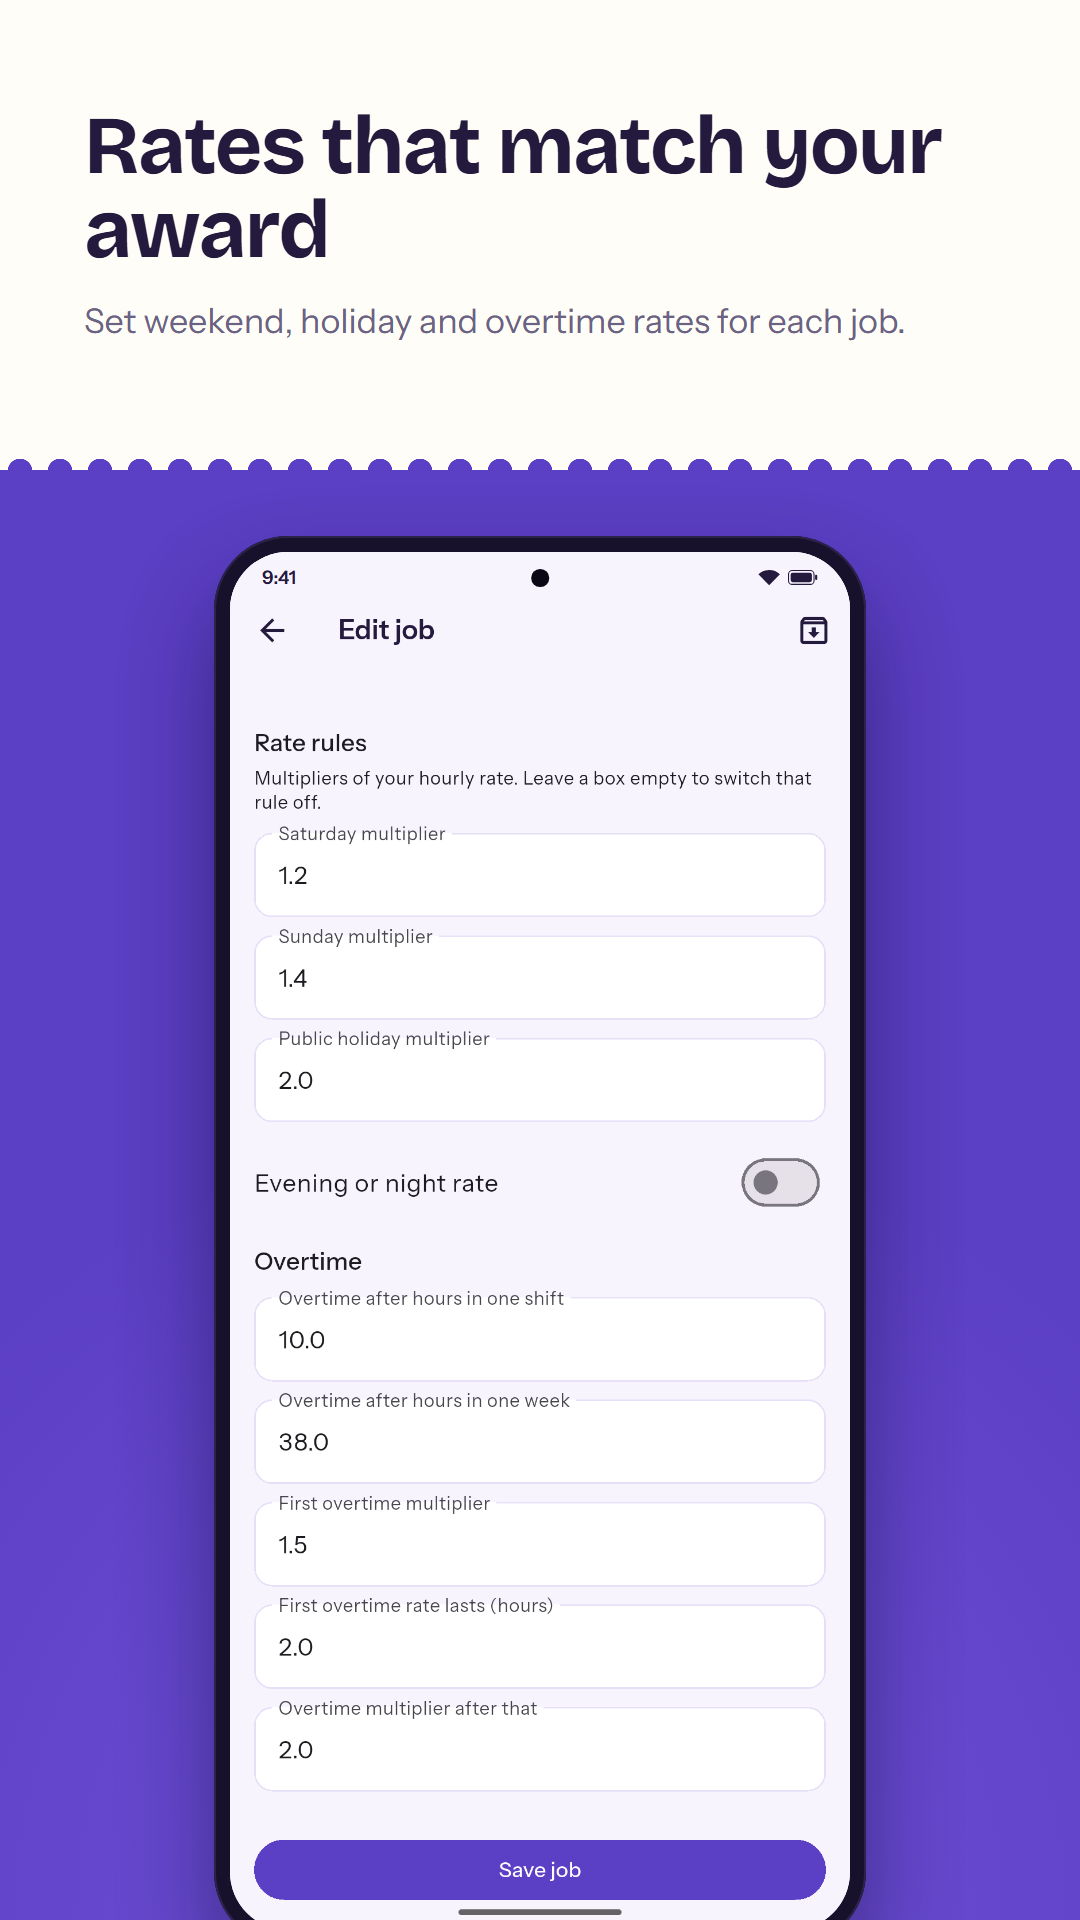 Rates that match your
award
Set weekend, holiday and overtime rates for each job.
9:41
Edit job
Rate rules
Multipliers of your hourly rate. Leave a box empty to switch that
rule off.
Saturday multiplier
1.2
Sunday multiplier
1.4
Public holiday multiplier
2.0
Evening or night rate
Overtime
Overtime after hours in one shift
10.0
Overtime after hours in one week
38.0
First overtime multiplier
1.5
First overtime rate lasts (hours)
2.0
Overtime multiplier after that
2.0
Save job